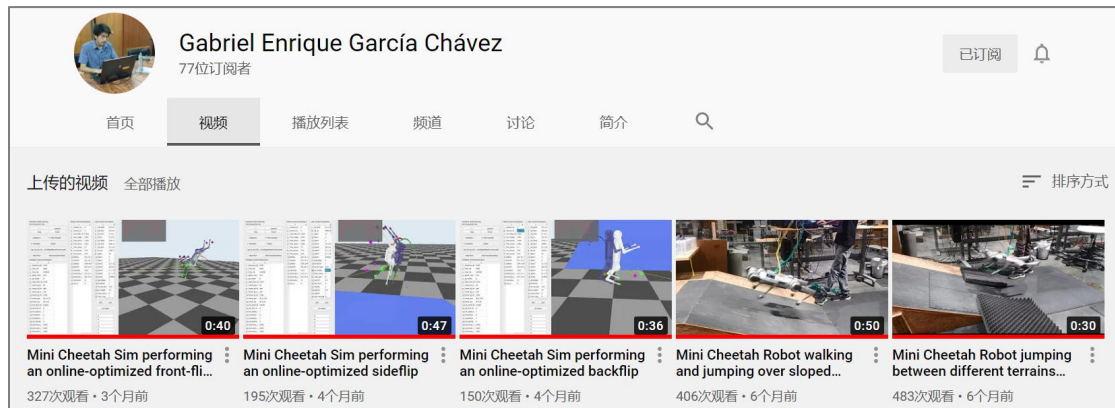 Gabriel Enrique García Chávez
77位订阅者
已订阅
首页 视频 播放列表 频道 讨论 简介
上传的视频 全部播放
排序方式
0:40 0:47 0:36 0:50 0:30
Mini Cheetah Sim performing an online-optimized front-fli...
327次观看 • 3个月前
Mini Cheetah Sim performing an online-optimized sideflip
195次观看 • 4个月前
Mini Cheetah Sim performing an online-optimized backflip
150次观看 • 4个月前
Mini Cheetah Robot walking and jumping over sloped...
406次观看 • 6个月前
Mini Cheetah Robot jumping between different terrains...
483次观看 • 6个月前